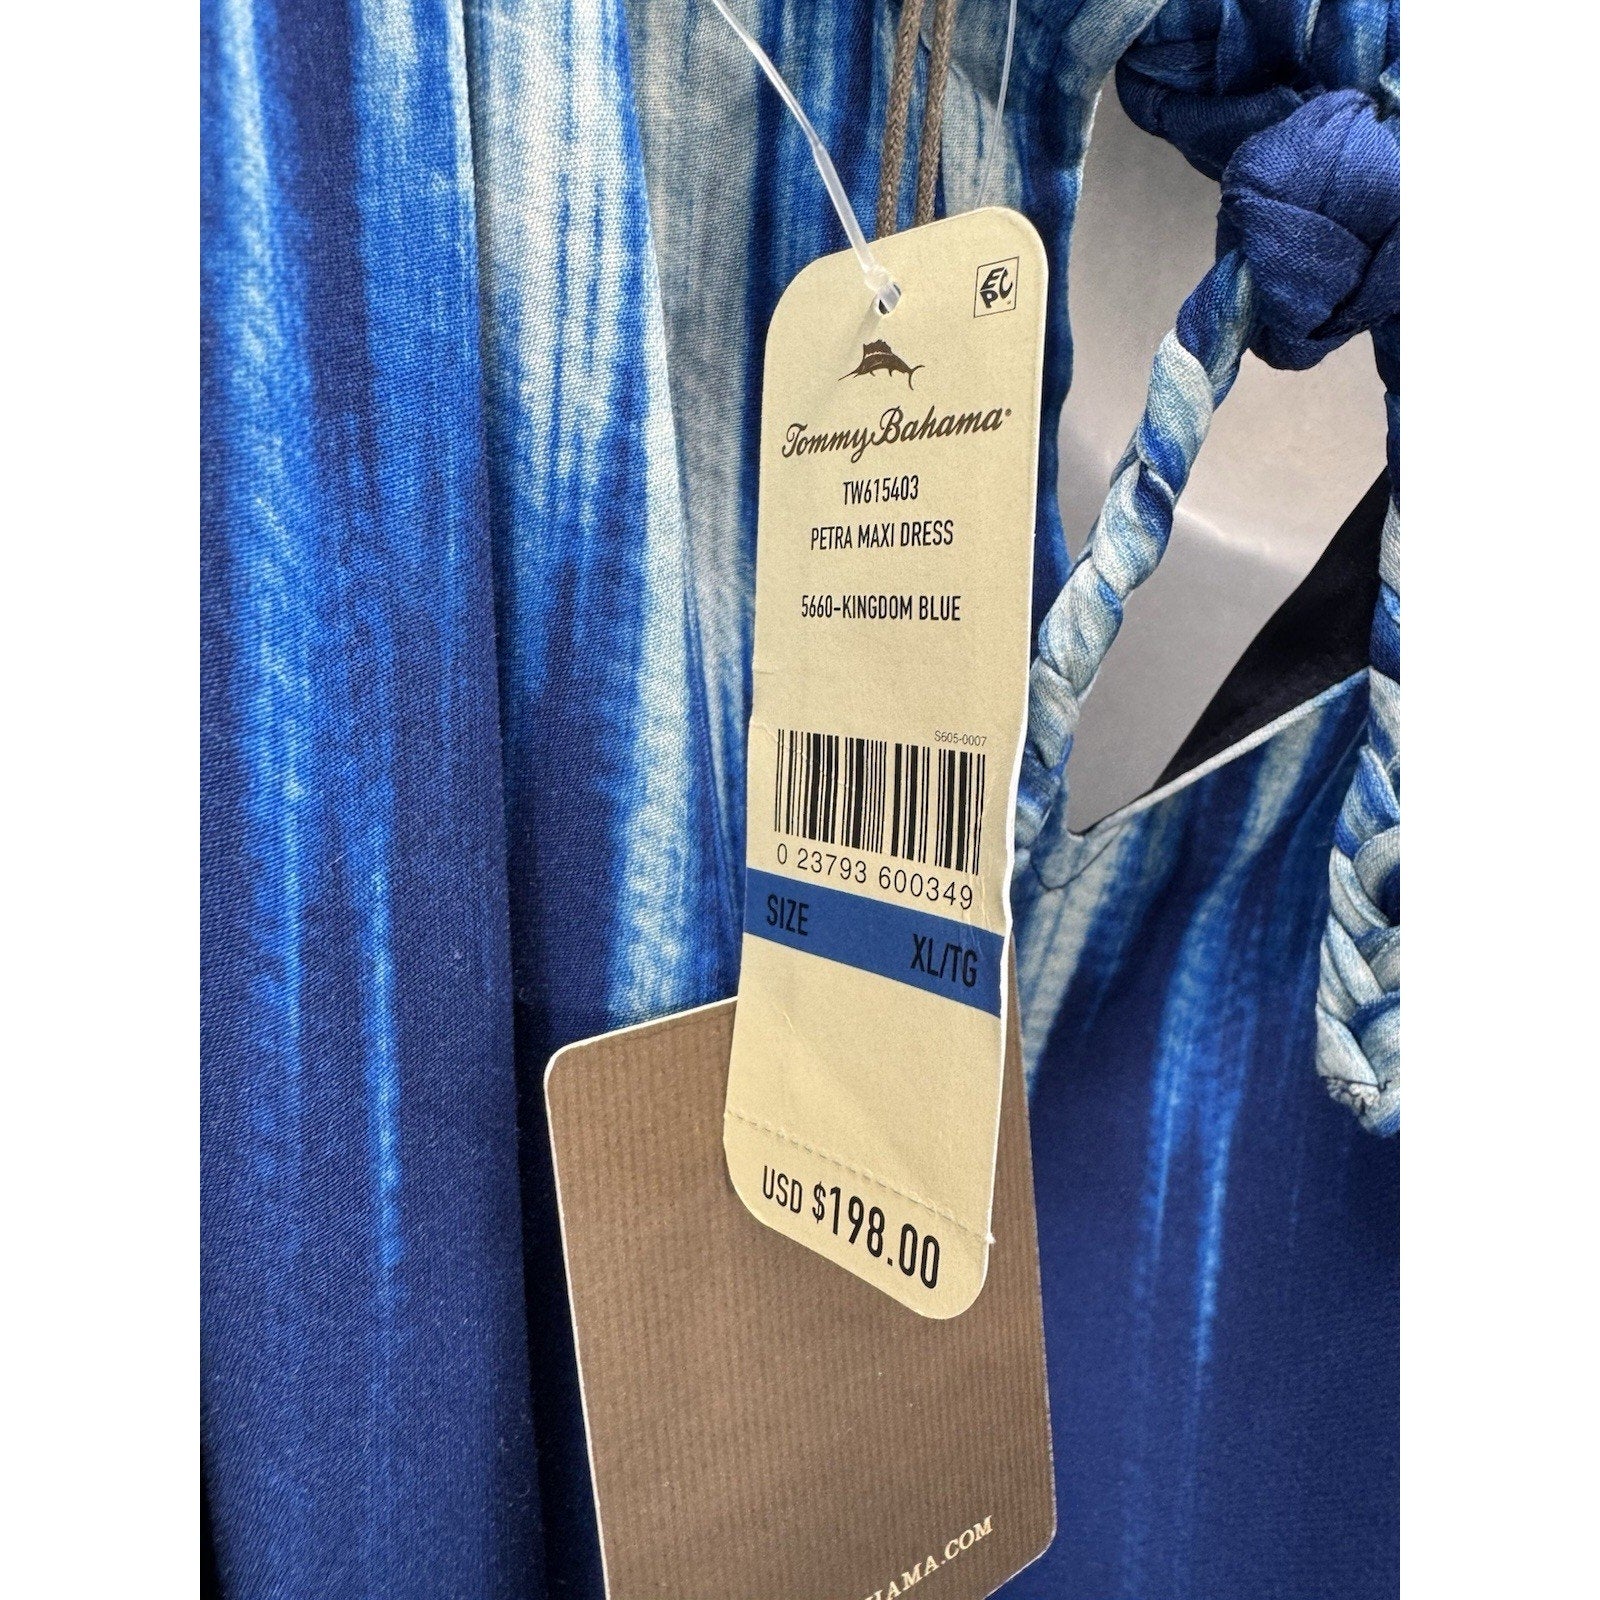 EPC
Tommy Bahama®
TW615403
PETRA MAXI DRESS
5660-KINGDOM BLUE
S605-0007
0 23793 600349
SIZE XL/TG
USD $198.00
HAMA.COM